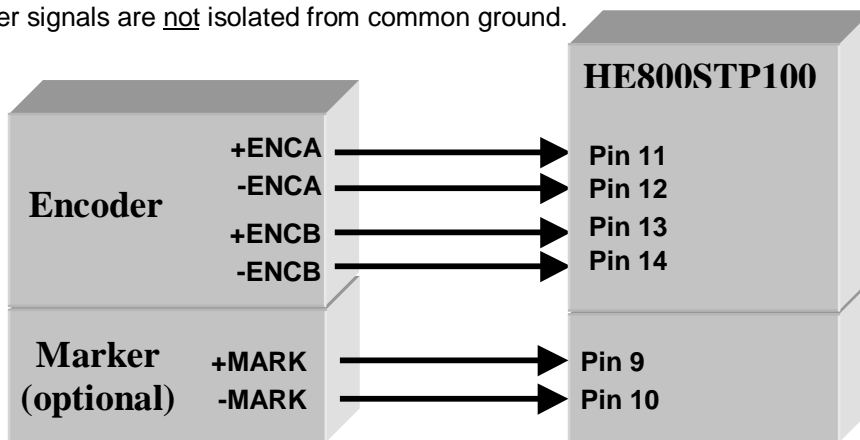 er signals are not isolated from common ground.
HE800STP100
Encoder
+ENCA
-ENCA
+ENCB
-ENCB
Pin 11
Pin 12
Pin 13
Pin 14
Marker
(optional)
+MARK
-MARK
Pin 9
Pin 10